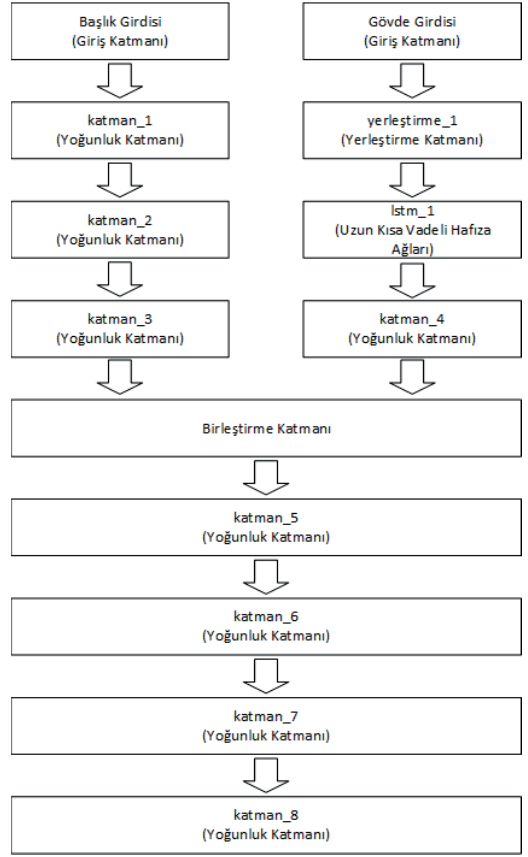 Başlık Girdisi
(Giriş Katmanı)
Gövde Girdisi
(Giriş Katmanı)
katman_1
(Yoğunluk Katmanı)
yerleştirme_1
(Yerleştirme Katmanı)
katman_2
(Yoğunluk Katmanı)
lstm_1
(Uzun Kısa Vadeli Hafıza
Ağları)
katman_3
(Yoğunluk Katmanı)
katman_4
(Yoğunluk Katmanı)
Birleştirme Katmanı
katman_5
(Yoğunluk Katmanı)
katman_6
(Yoğunluk Katmanı)
katman_7
(Yoğunluk Katmanı)
katman_8
(Yoğunluk Katmanı)